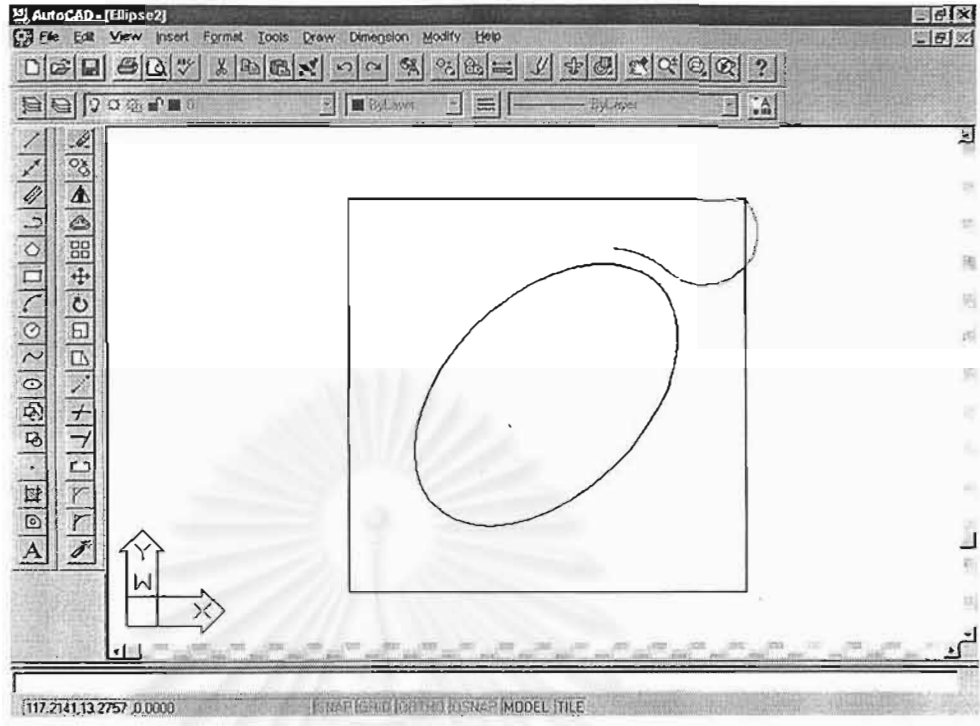 AutoCAD - [Ellipse2]
File Edit View Insert Format Tools Draw Dimension Modify Help
0 ByLayer ByLayer
Y
W
X
117.2141,13.2757 ,0.0000 SNAP GRID ORTHO OSNAP MODEL TILE